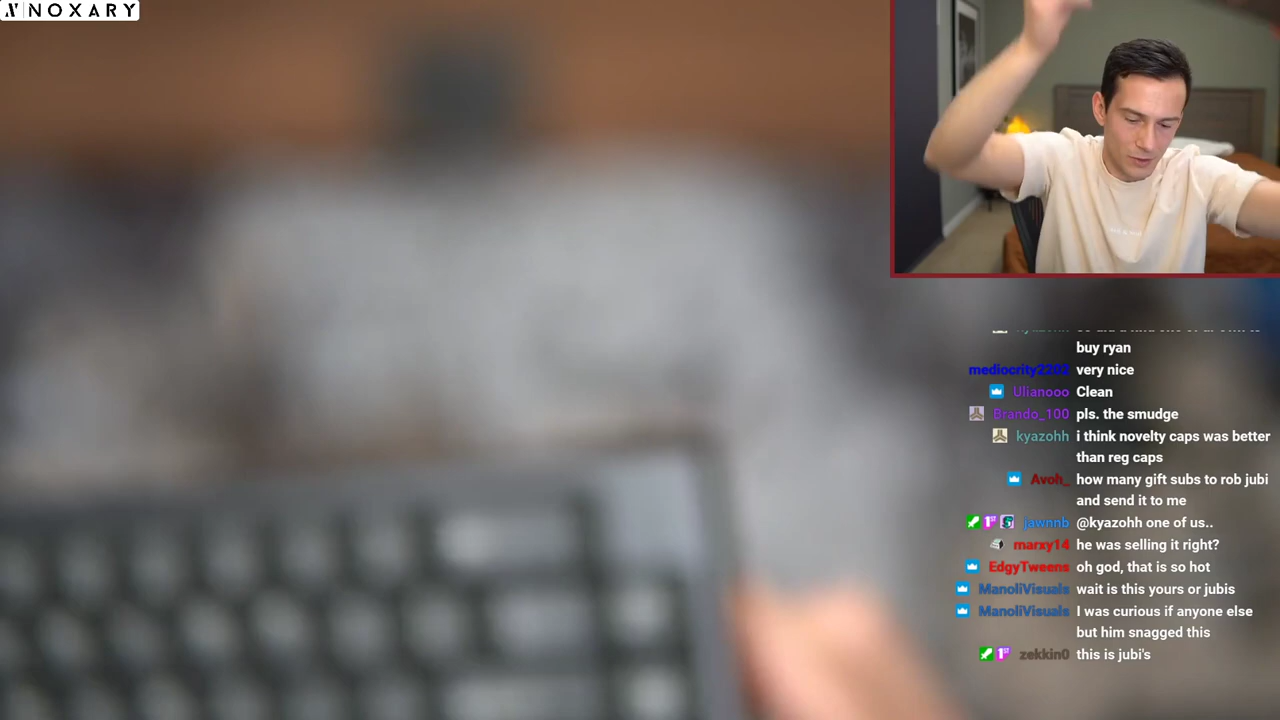 NOXARY
buy ryan
mediocrity2202 very nice
Ulianooo Clean
Brando_100 pls. the smudge
kyazohh i think novelty caps was better
than reg caps
Avoh_ how many gift subs to rob jubi
and send it to me
jawnnb @kyazohh one of us..
marxy14 he was selling it right?
EdgyTweens oh god, that is so hot
ManoliVisuals wait is this yours or jubis
ManoliVisuals I was curious if anyone else
but him snagged this
zekkin0 this is jubi's